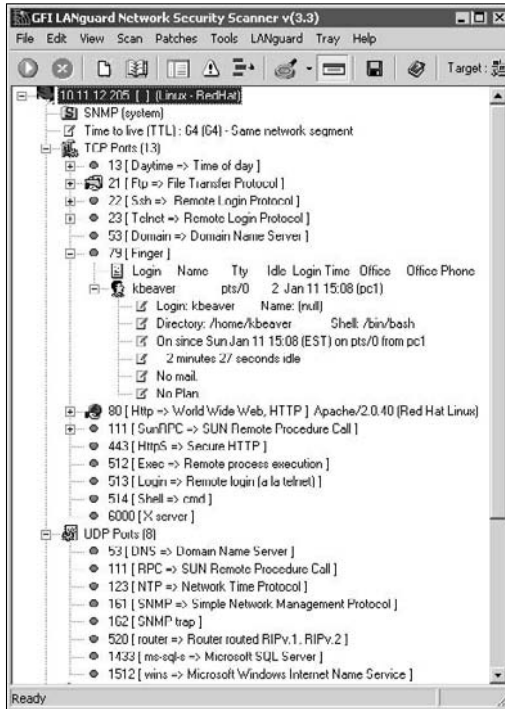 GFI LANguard Network Security Scanner v(3.3)
File Edit View Scan Patches Tools LANguard Tray Help
Target :
10.11.12.205 [ ] (Linux - RedHat)
SNMP (system)
Time to live (TTL) : 64 (64) - Same network segment
TCP Ports (13)
13 [ Daytime => Time of day ]
21 [ Ftp => File Transfer Protocol ]
22 [ Ssh => Remote Login Protocol ]
23 [ Telnet => Remote Login Protocol ]
53 [ Domain => Domain Name Server ]
79 [ Finger ]
Login Name Tty Idle Login Time Office Office Phone
kbeaver pts/0 2 Jan 11 15:08 (pc1)
Login: kbeaver Name: (null)
Directory: /home/kbeaver Shell: /bin/bash
On since Sun Jan 11 15:08 (EST) on pts/0 from pc1
2 minutes 27 seconds idle
No mail.
No Plan.
80 [ Http => World Wide Web, HTTP ] Apache/2.0.40 (Red Hat Linux)
111 [ SunRPC => SUN Remote Procedure Call ]
443 [ HttpS => Secure HTTP ]
512 [ Exec => Remote process execution ]
513 [ Login => Remote login (a la telnet) ]
514 [ Shell => cmd ]
6000 [ X server ]
UDP Ports (8)
53 [ DNS => Domain Name Server ]
111 [ RPC => SUN Remote Procedure Call ]
123 [ NTP => Network Time Protocol ]
161 [ SNMP => Simple Network Management Protocol ]
162 [ SNMP trap ]
520 [ router => Router routed RIPv.1, RIPv.2 ]
1433 [ ms-sql-s => Microsoft SQL Server ]
1512 [ wins => Microsoft Windows Internet Name Service ]
Ready